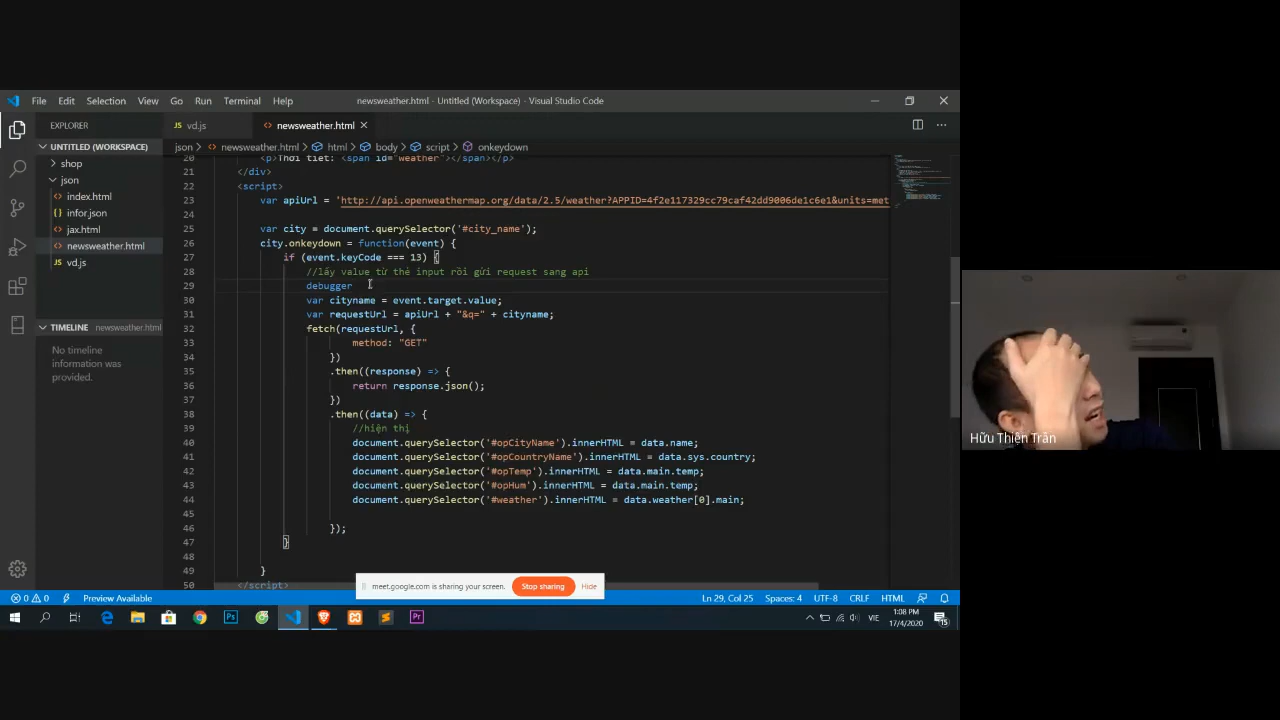 File Edit Selection View Go Run Terminal Help
newsweather.html - Untitled (Workspace) - Visual Studio Code
EXPLORER
UNTITLED (WORKSPACE)
shop
json
index.html
infor.json
jax.html
newsweather.html
vd.js
TIMELINE newsweather.html
No timeline
information was
provided.
vd.js
newsweather.html
json > newsweather.html > html > body > script > onkeydown
20 <p>Thời tiết: <span id="weather"></span></p>
21 </div>
22 <script>
23 var apiUrl = 'http://api.openweathermap.org/data/2.5/weather?APPID=4f2e117329cc79caf42dd9006de1c6e1&units=met
24
25 var city = document.querySelector('#city_name');
26 city.onkeydown = function(event) {
27 if (event.keyCode === 13) {
28 //lấy value từ thẻ input rồi gửi request sang api
29 debugger
30 var cityname = event.target.value;
31 var requestUrl = apiUrl + "&q=" + cityname;
32 fetch(requestUrl, {
33 method: "GET"
34 })
35 .then((response) => {
36 return response.json();
37 })
38 .then((data) => {
39 //hiện thị
40 document.querySelector('#opCityName').innerHTML = data.name;
41 document.querySelector('#opCountryName').innerHTML = data.sys.country;
42 document.querySelector('#opTemp').innerHTML = data.main.temp;
43 document.querySelector('#opHum').innerHTML = data.main.temp;
44 document.querySelector('#weather').innerHTML = data.weather[0].main;
45
46 });
47 }
48
49 }
50 </script>
meet.google.com is sharing your screen. Stop sharing Hide
0 0 Preview Available Ln 29, Col 25 Spaces: 4 UTF-8 CRLF HTML
VIE
1:08 PM
17/4/2020
15
Hữu Thiện Trần